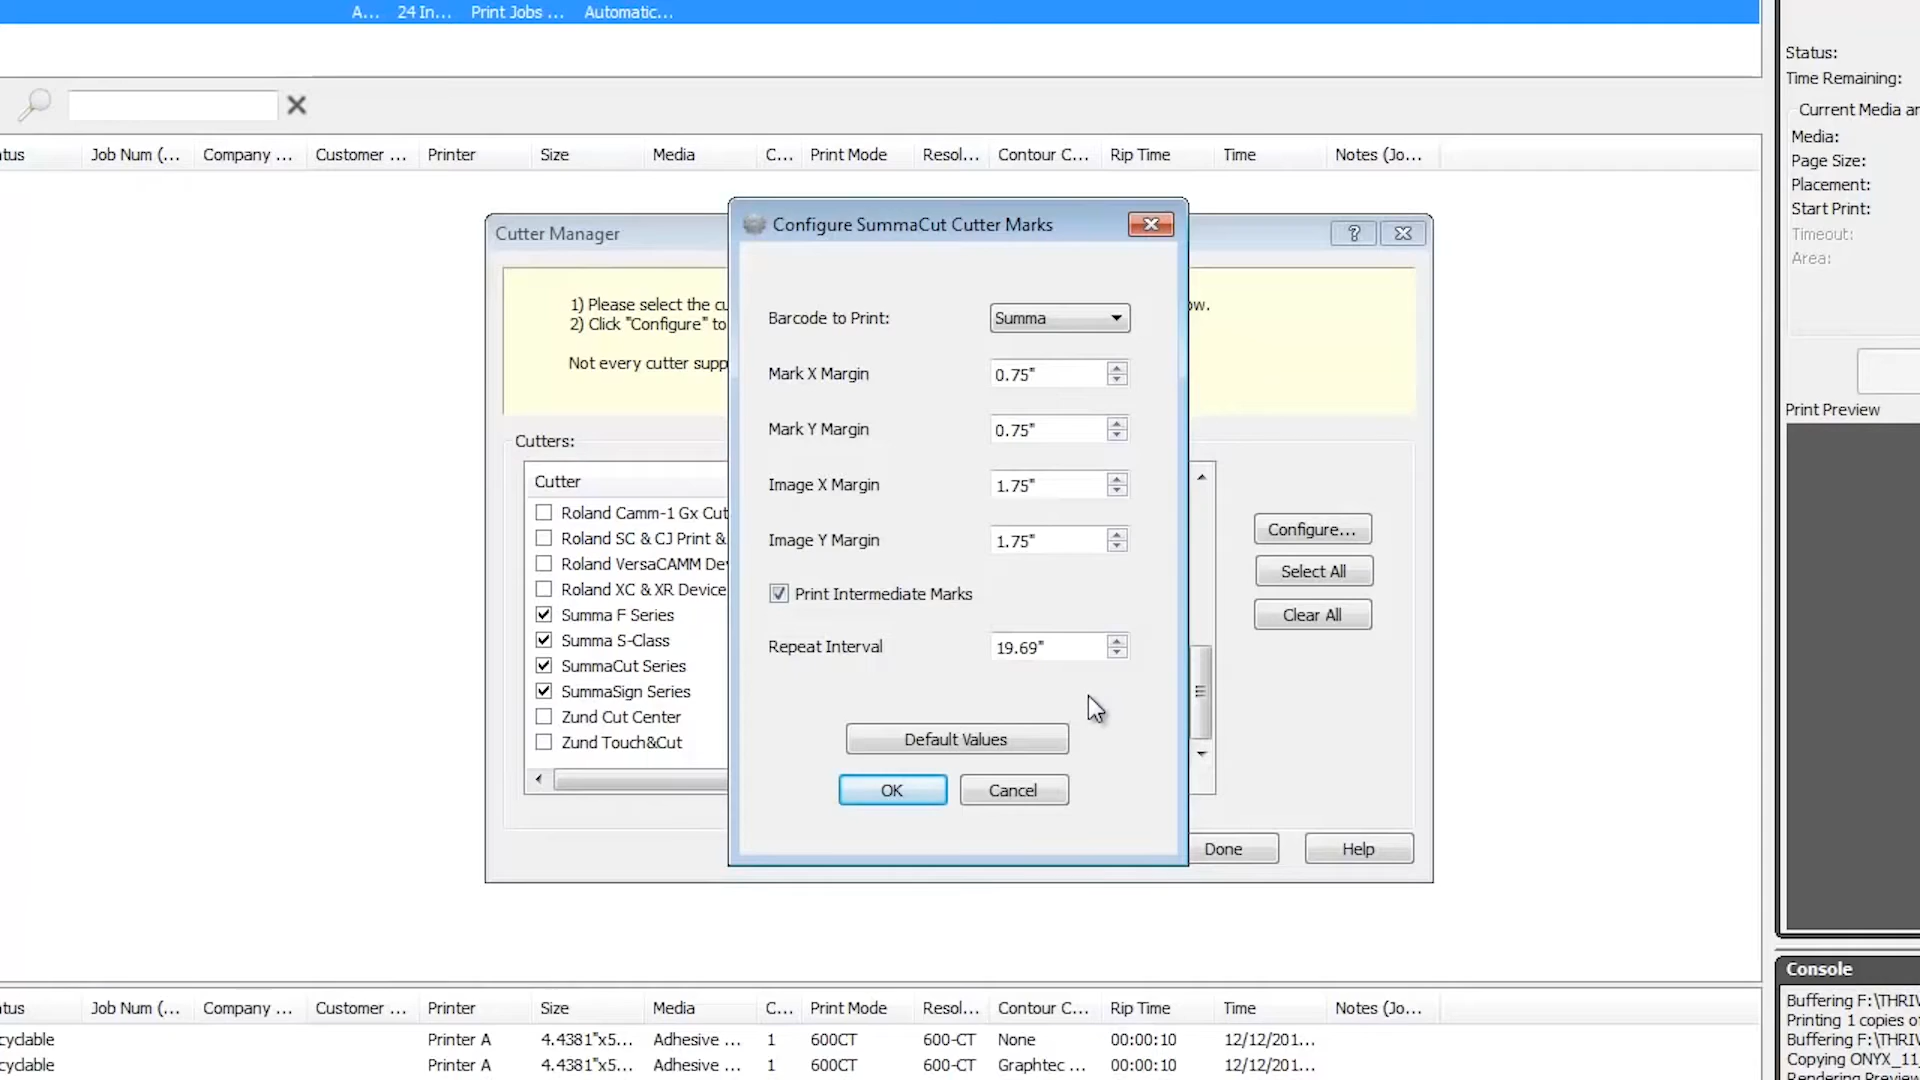 A... 24 In... Print Jobs ... Automatic...
tus Job Num (... Company ... Customer ... Printer Size Media C... Print Mode Resol... Contour C... Rip Time Time Notes (Jo...
Cutter Manager
?
1) Please select the cu
ow.
2) Click "Configure" to
Not every cutter supp
Cutters:
Cutter
Roland Camm-1 Gx Cut
Roland SC & CJ Print &
Roland VersaCAMM De
Roland XC & XR Device
Summa F Series
Summa S-Class
SummaCut Series
SummaSign Series
Zund Cut Center
Zund Touch&Cut
Configure...
Select All
Clear All
Done
Help
Configure SummaCut Cutter Marks
Barcode to Print: Summa
Mark X Margin 0.75"
Mark Y Margin 0.75"
Image X Margin 1.75"
Image Y Margin 1.75"
Print Intermediate Marks
Repeat Interval 19.69"
Default Values
OK Cancel
Status:
Time Remaining:
Current Media an
Media:
Page Size:
Placement:
Start Print:
Timeout:
Area:
Print Preview
tus Job Num (... Company ... Customer ... Printer Size Media C... Print Mode Resol... Contour C... Rip Time Time Notes (Jo...
cyclable Printer A 4.4381"x5... Adhesive ... 1 600CT 600-CT None 00:00:10 12/12/201...
cyclable Printer A 4.4381"x5... Adhesive ... 1 600CT 600-CT Graphtec ... 00:00:10 12/12/201...
Console
Buffering F:\THRIV
Printing 1 copies of
Buffering F:\THRIV
Copying ONYX_11
Rendering Preview